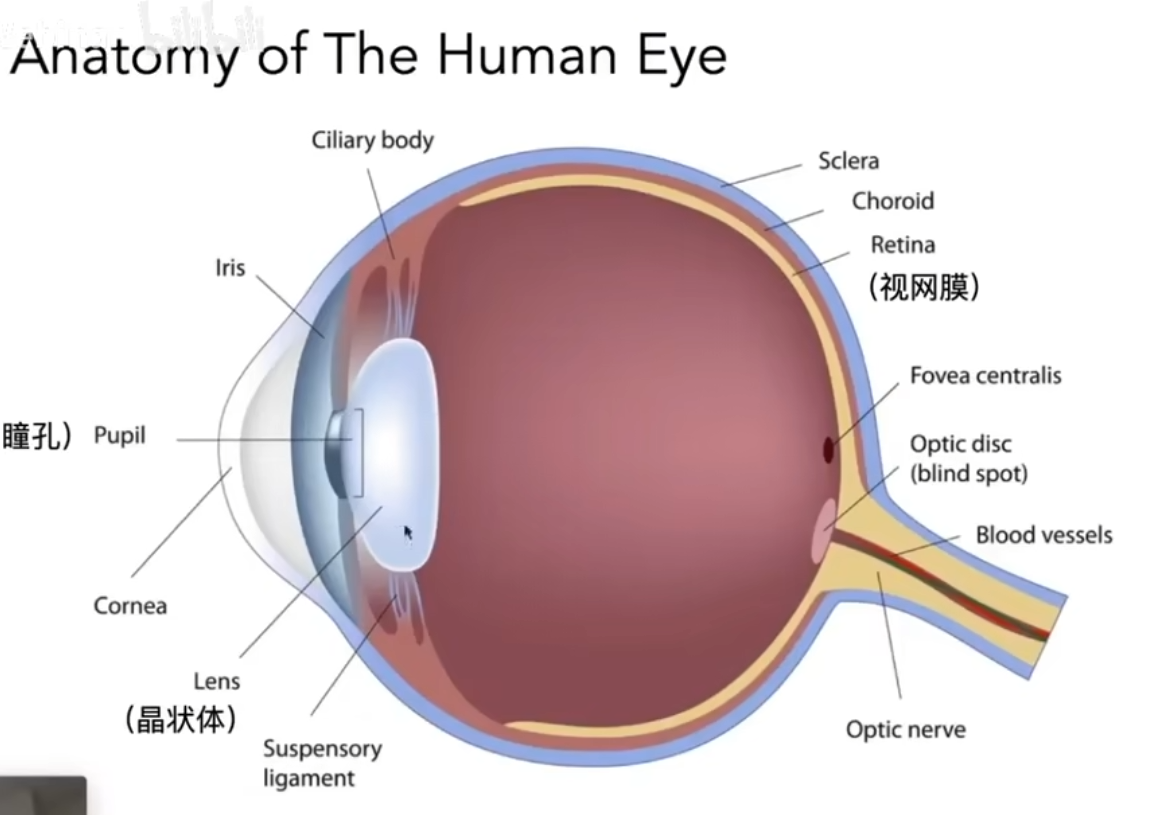 bilibili
Anatomy of The Human Eye
Ciliary body
Sclera
Choroid
Retina
(视网膜)
Iris
Fovea centralis
瞳孔) Pupil
Optic disc
(blind spot)
Blood vessels
Cornea
Lens
(晶状体)
Optic nerve
Suspensory
ligament